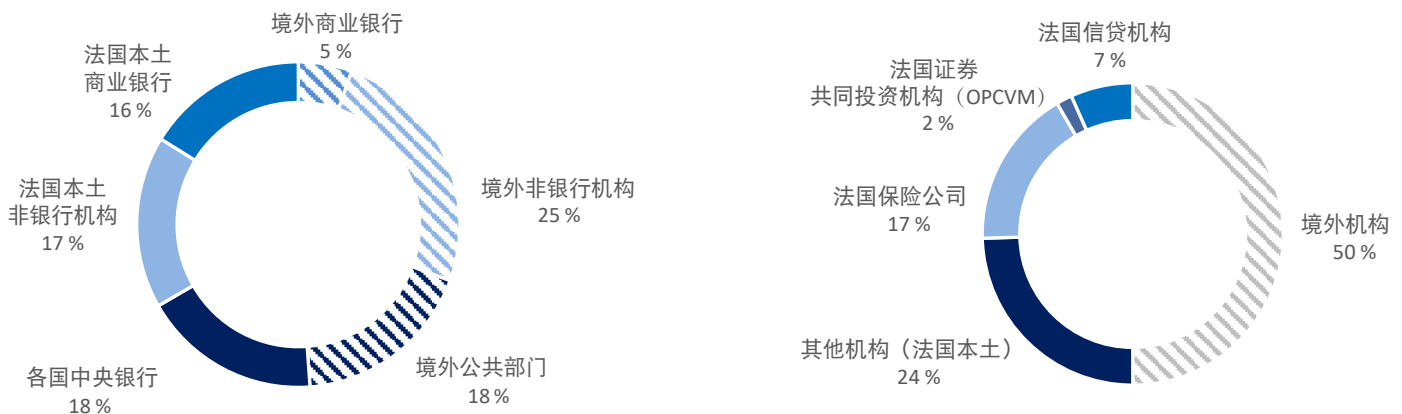 境外商业银行
5 %
法国本土
商业银行
16 %
境外非银行机构
25 %
法国本土
非银行机构
17 %
各国中央银行
18 %
境外公共部门
18 %
法国信贷机构
7 %
法国证券
共同投资机构（OPCVM）
2 %
法国保险公司
17 %
境外机构
50 %
其他机构（法国本土）
24 %